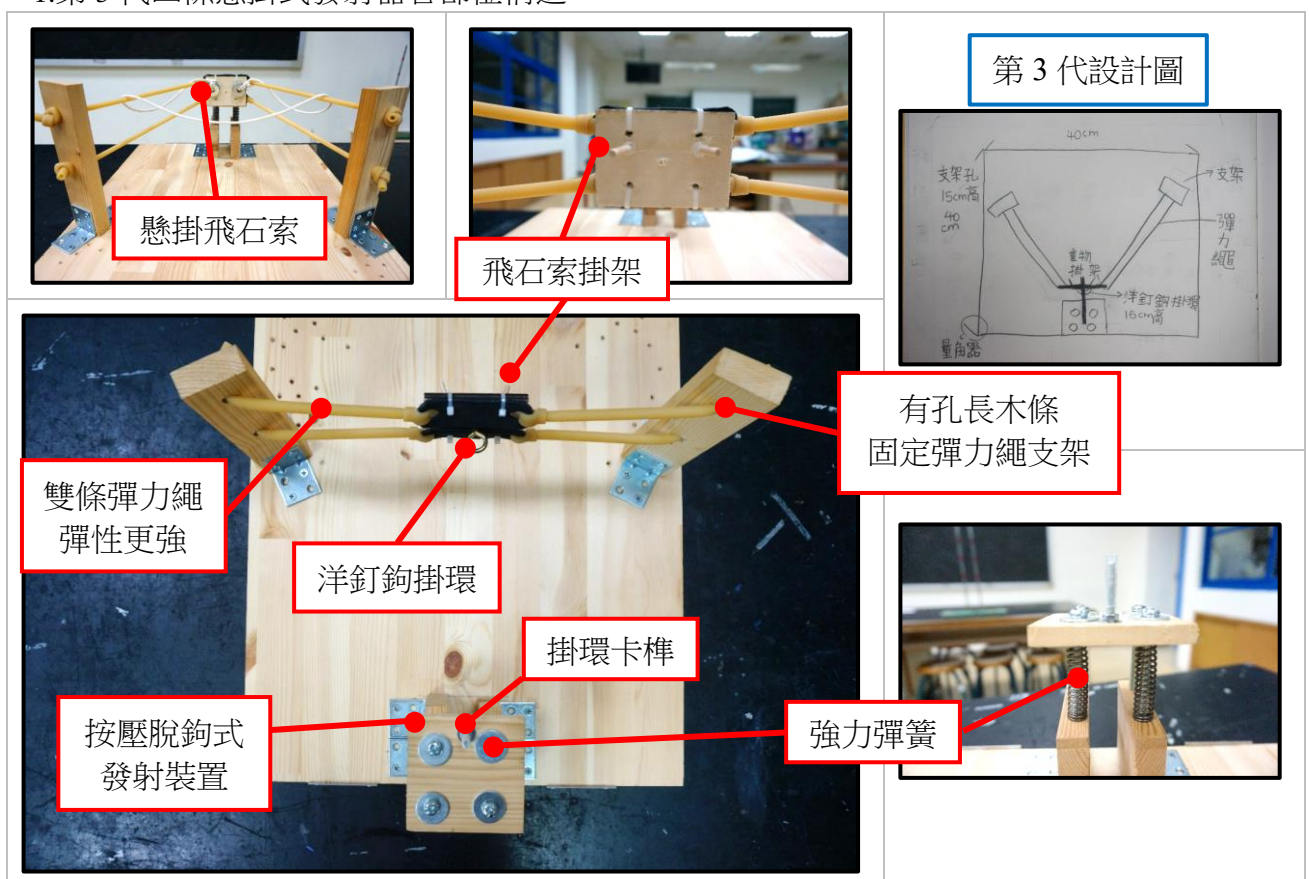 懸掛飛石索
飛石索掛架
第 3 代設計圖
40cm
支架孔
15cm高
40
cm
支架
彈
力
繩
重物
掛架
洋釘鉤掛環
15cm高
量角器
有孔長木條
固定彈力繩支架
雙條彈力繩
彈性更強
洋釘鉤掛環
掛環卡榫
按壓脫鉤式
發射裝置
強力彈簧